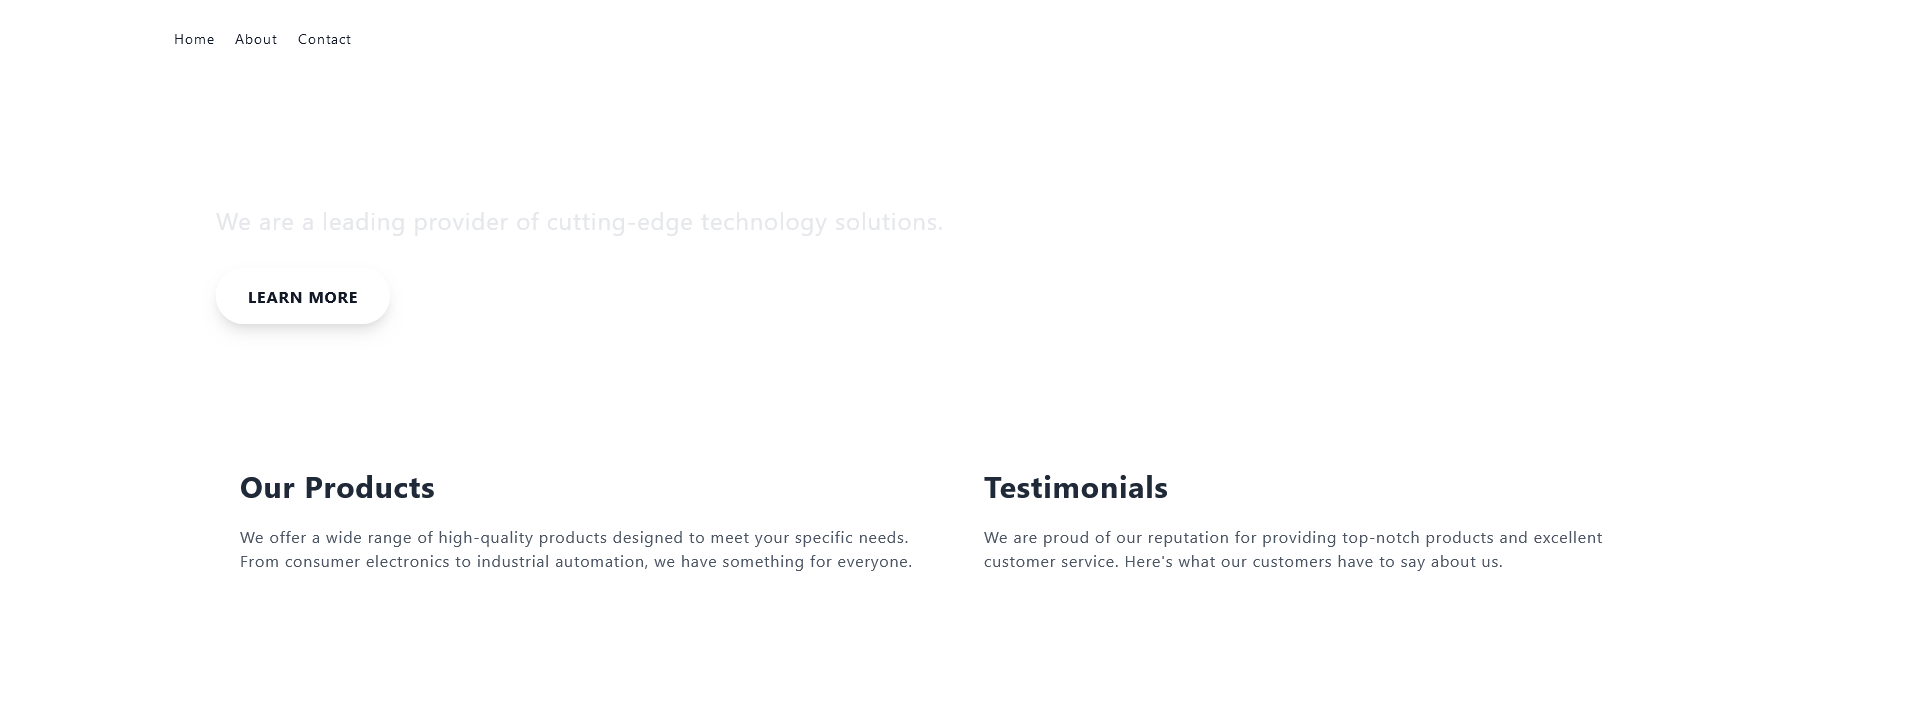 Home About Contact
We are a leading provider of cutting-edge technology solutions.
LEARN MORE
Our Products
We offer a wide range of high-quality products designed to meet your specific needs.
From consumer electronics to industrial automation, we have something for everyone.
Testimonials
We are proud of our reputation for providing top-notch products and excellent
customer service. Here's what our customers have to say about us.